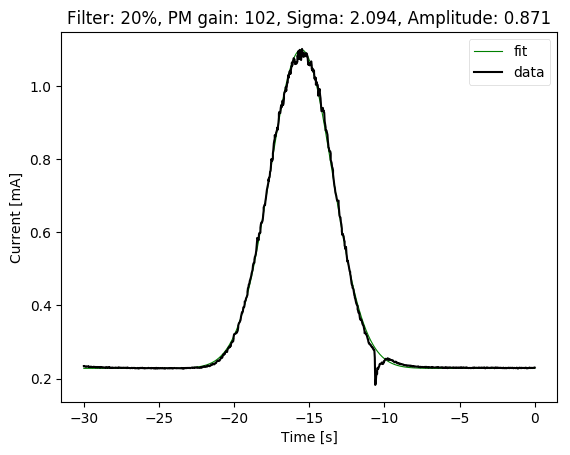 Filter: 20%, PM gain: 102, Sigma: 2.094, Amplitude: 0.871
fit
data
1.0
0.8
0.6
0.4
0.2
Current [mA]
−30
−25
−20
−15
−10
−5
0
Time [s]